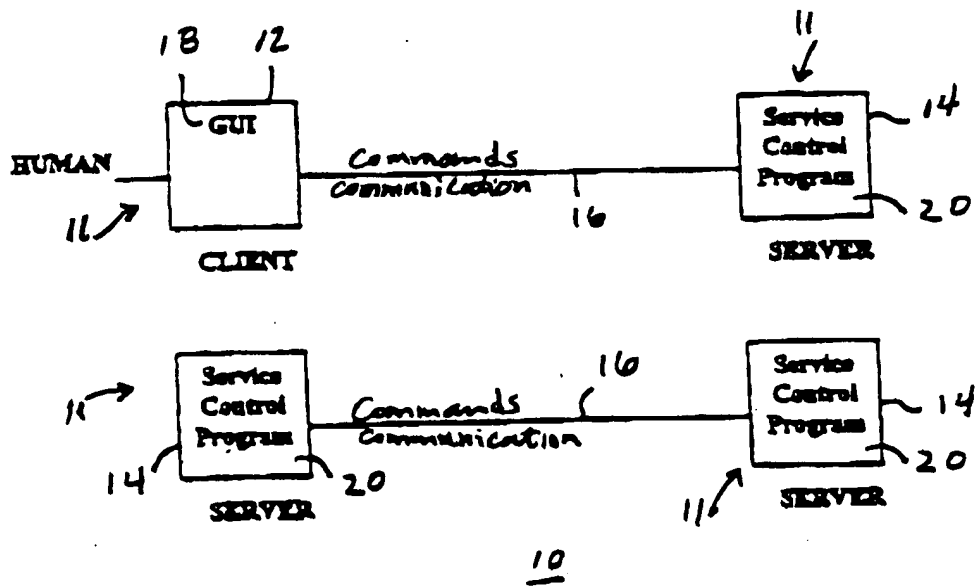 18 12 11
GUI Service 14
Control
HUMAN Commands Program
communication 16 20
11
CLIENT SERVER
Service 16 Service
11 Control Commands Control 14
Program communication Program
14 20 20
SERVER 11 SERVER
10